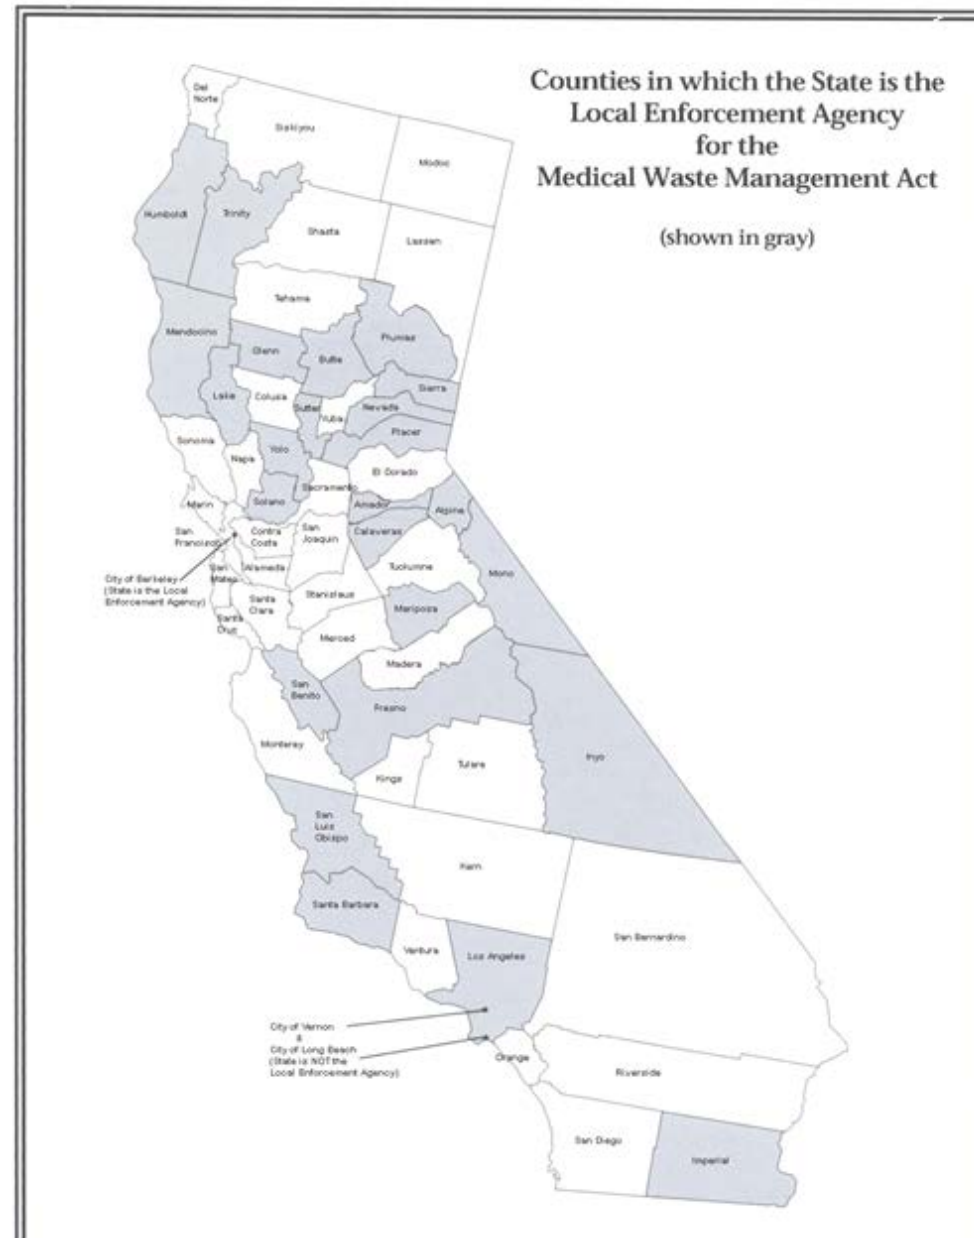 Counties in which the State is the
Local Enforcement Agency
for the
Medical Waste Management Act
(shown in gray)
Del
Norte
Siskiyou
Modoc
Humboldt
Trinity
Shasta
Lassen
Tehama
Mendocino
Glenn
Butte
Plumas
Lake
Colusa
Sutter
Yuba
Sierra
Nevada
Placer
Sonoma
Napa
Yolo
El Dorado
Sacramento
Solano
Marin
Amador
Alpine
Calaveras
San
Francisco
Contra
Costa
San
Joaquin
Tuolumne
Mono
City of Berkeley
(State is the Local
Enforcement Agency)
San
Mateo
Alameda
Santa
Clara
Stanislaus
Mariposa
Santa
Cruz
Merced
Madera
San
Benito
Fresno
Monterey
Kings
Tulare
Inyo
San
Luis
Obispo
Kern
Santa Barbara
Ventura
Los Angeles
San Bernardino
City of Vernon
&
City of Long Beach
(State is NOT the
Local Enforcement Agency)
Orange
Riverside
San Diego
Imperial